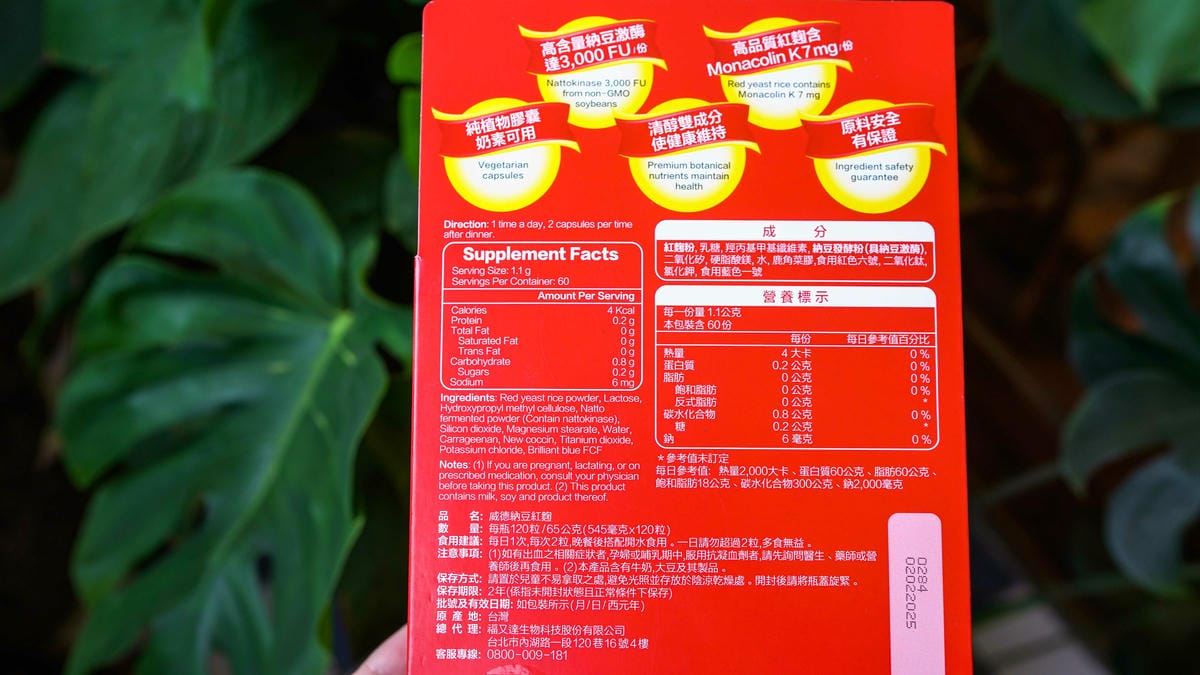 高含量納豆激酶
達3,000 FU/份
Nattokinase 3,000 FU
from non-GMO
soybeans
高品質紅麴含
Monacolin K7mg/份
Red yeast rice contains
Monacolin K 7 mg
純植物膠囊
奶素可用
Vegetarian
capsules
清醇雙成分
使健康維持
Premium botanical
nutrients maintain
health
原料安全
有保證
Ingredient safety
guarantee
Direction: 1 time a day, 2 capsules per time
after dinner.
Supplement Facts
Serving Size: 1.1 g
Servings Per Container: 60
Amount Per Serving
Calories 4 Kcal
Protein 0.2 g
Total Fat 0 g
Saturated Fat 0 g
Trans Fat 0 g
Carbohydrate 0.8 g
Sugars 0.2 g
Sodium 6 mg
Ingredients: Red yeast rice powder, Lactose,
Hydroxypropyl methyl cellulose, Natto
fermented powder (Contain nattokinase),
Silicon dioxide, Magnesium stearate, Water,
Carrageenan, New coccin, Titanium dioxide,
Potassium chloride, Brilliant blue FCF
Notes: (1) If you are pregnant, lactating, or on
prescribed medication, consult your physician
before taking this product. (2) This product
contains milk, soy and product thereof.
成 分
紅麴粉, 乳糖, 羥丙基甲基纖維素, 納豆發酵粉(具納豆激酶),
二氧化矽, 硬脂酸鎂, 水, 鹿角菜膠,食用紅色六號, 二氧化鈦,
氯化鉀, 食用藍色一號
營養標示
每一份量 1.1公克
本包裝含 60份
每份 每日參考值百分比
熱量 4 大卡 0 %
蛋白質 0.2 公克 0 %
脂肪 0 公克 0 %
飽和脂肪 0 公克 0 %
反式脂肪 0 公克 *
碳水化合物 0.8 公克 0 %
糖 0.2 公克 *
鈉 6 毫克 0 %
*參考值未訂定
每日參考值: 熱量2,000大卡、蛋白質60公克、脂肪60公克、
飽和脂肪18公克、碳水化合物300公克、鈉2,000毫克
品 名: 威德納豆紅麴
數 量: 每瓶120粒/65公克(545毫克x120粒)
食用建議: 每日1次,每次2粒,晚餐後搭配開水食用。一日請勿超過2粒,多食無益。
注意事項: (1)如有出血之相關症狀者,孕婦或哺乳期中,服用抗凝血劑者,請先詢問醫生、藥師或營
養師後再食用。(2)本產品含有牛奶,大豆及其製品。
保存方式: 請置於兒童不易拿取之處,避免光照並存放於陰涼乾燥處。開封後請將瓶蓋旋緊。
保存期限: 2年(係指未開封狀態且正常條件下保存)
批號及有效日期: 如包裝所示(月/日/西元年)
原 產 地: 台灣
總 代 理: 福又達生物科技股份有限公司
台北市內湖路一段120巷16號4樓
客服專線: 0800-009-181
0284
02022025